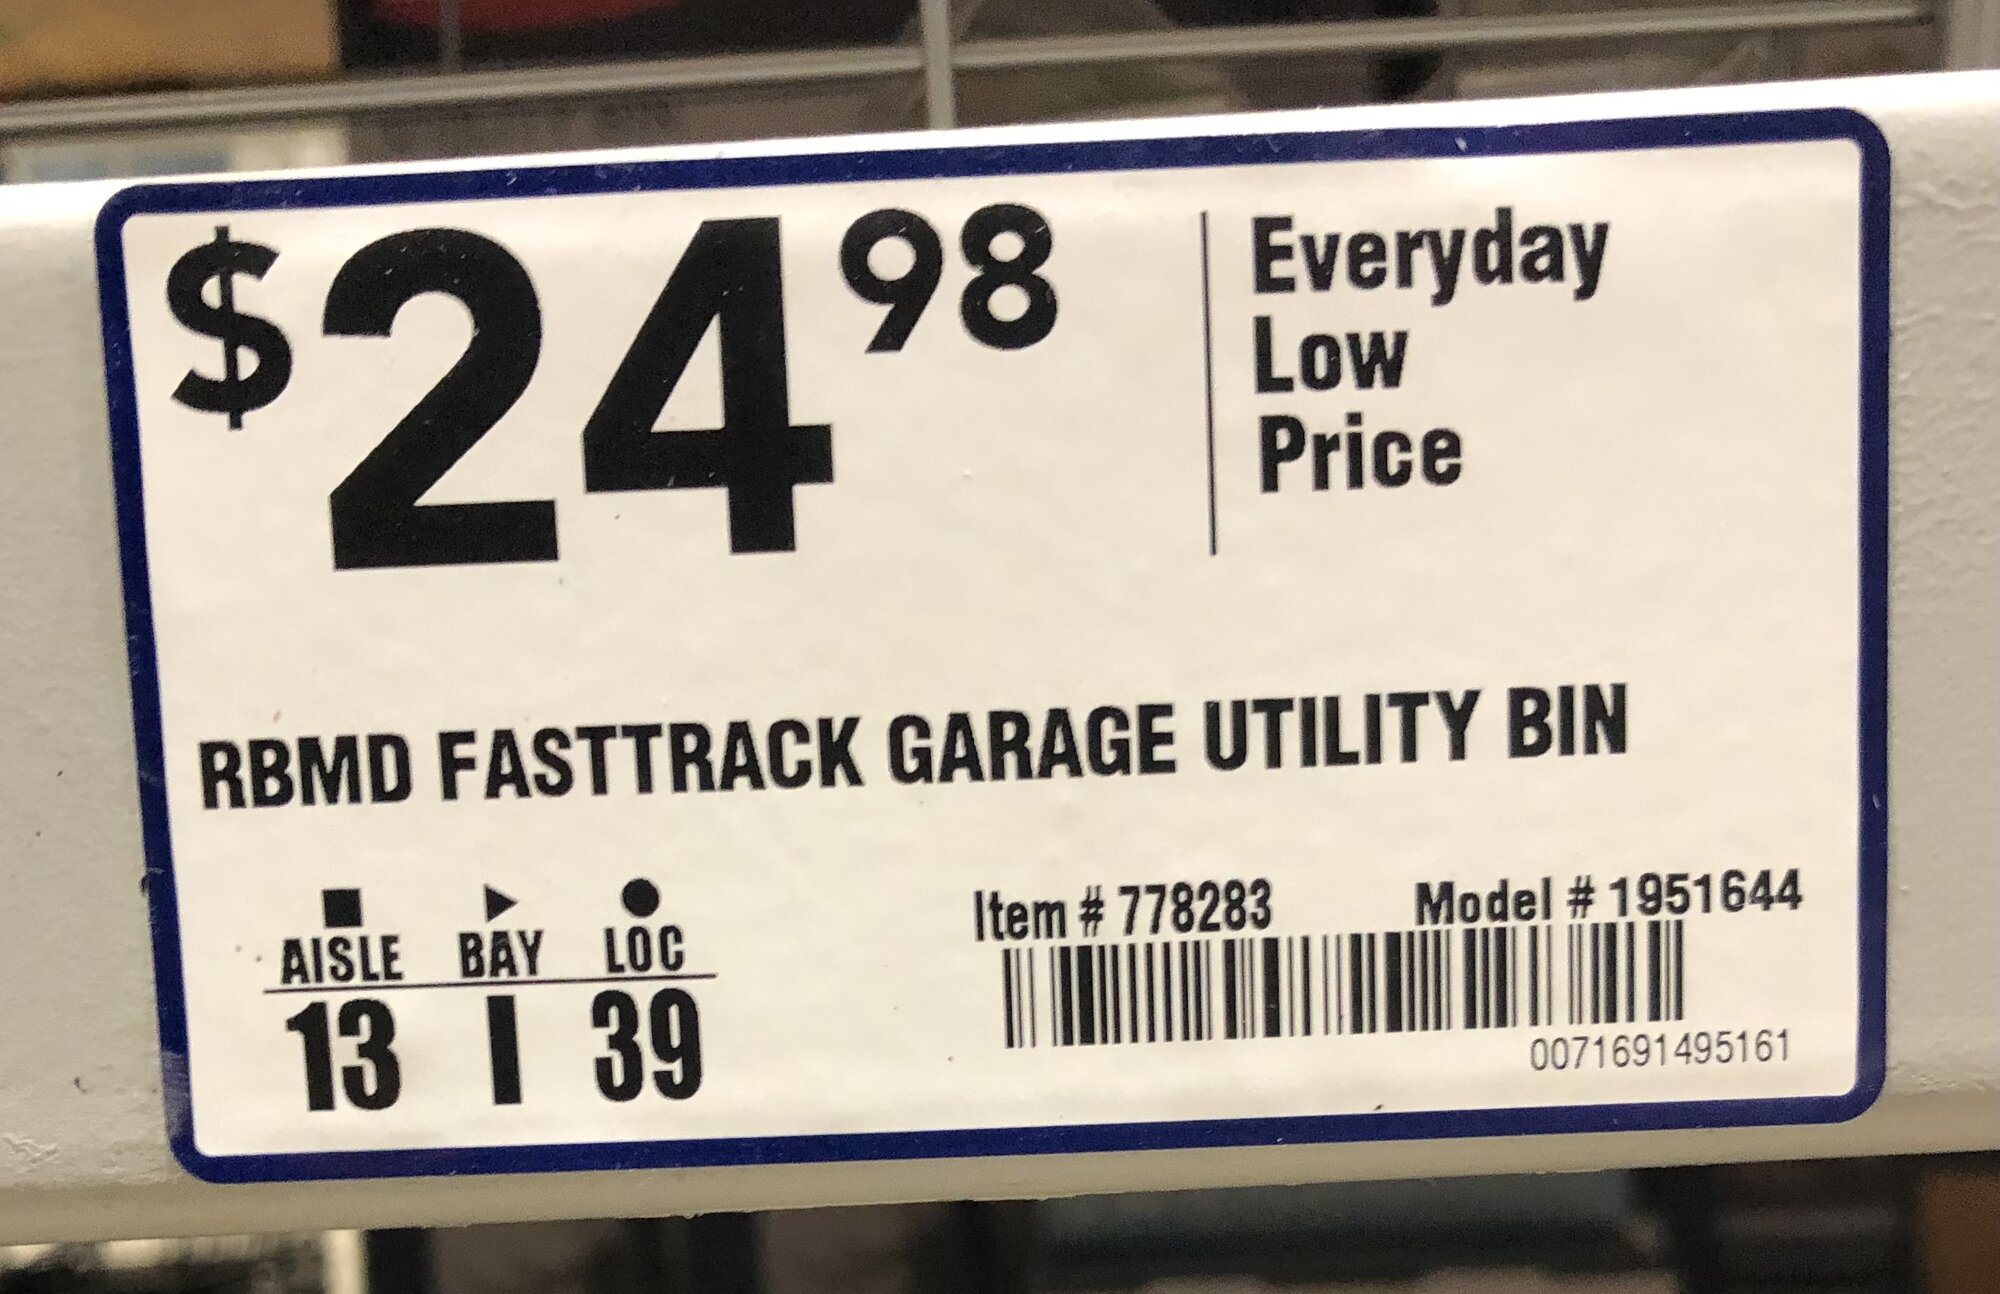 $24.98
Everyday
Low
Price
RBMD FASTTRACK GARAGE UTILITY BIN
AISLE BAY LOC
13 I 39
Item # 778283 Model # 1951644
0071691495161